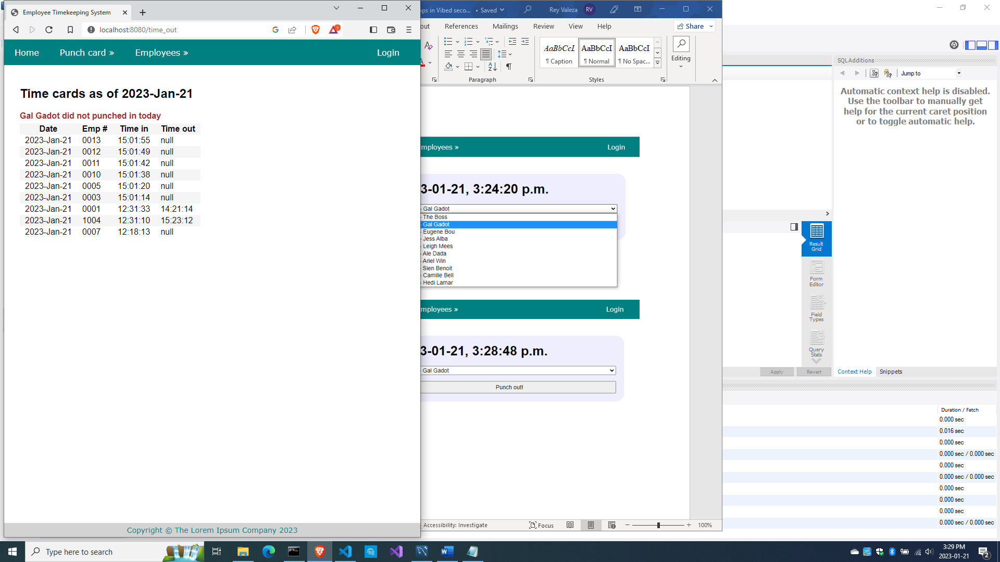 Employee Timekeeping System
localhost:8080/time_out
1
Home
Punch card »
Employees »
Login
Time cards as of 2023-Jan-21
Gal Gadot did not punched in today
Date Emp # Time in Time out
2023-Jan-21 0013 15:01:55 null
2023-Jan-21 0012 15:01:49 null
2023-Jan-21 0011 15:01:42 null
2023-Jan-21 0010 15:01:38 null
2023-Jan-21 0005 15:01:20 null
2023-Jan-21 0003 15:01:14 null
2023-Jan-21 0001 12:31:33 14:21:14
2023-Jan-21 1004 12:31:10 15:23:12
2023-Jan-21 0007 12:18:13 null
Copyright © The Lorem Ipsum Company 2023
ops in Vibed seco... • Saved
Rey Valeza RV
out References Mailings Review View Help
Share
AaBbCcI AaBbCcI AaBbCcI
¶ Caption ¶ Normal ¶ No Spac...
Editing
Paragraph
Styles
mployees »
Login
3-01-21, 3:24:20 p.m.
- Gal Gadot
- The Boss
- Gal Gadot
- Eugene Bou
- Jess Alba
- Leigh Mees
- Ale Dada
- Ariel Win
- Sien Benoit
- Camille Bell
- Hedi Lamar
mployees »
Login
3-01-21, 3:28:48 p.m.
- Gal Gadot
Punch out!
Accessibility: Investigate
Focus
100%
SQLAdditions
Jump to
Automatic context help is disabled.
Use the toolbar to manually get
help for the current caret position
or to toggle automatic help.
Result
Grid
Form
Editor
Field
Types
Query
Stats
Apply
Revert
Context Help
Snippets
Duration / Fetch
0.000 sec
0.016 sec
0.000 sec
0.000 sec / 0.000 sec
0.000 sec
0.000 sec / 0.000 sec
0.000 sec
0.000 sec
0.000 sec
0.000 sec / 0.000 sec
Type here to search
3:29 PM
2023-01-21
2